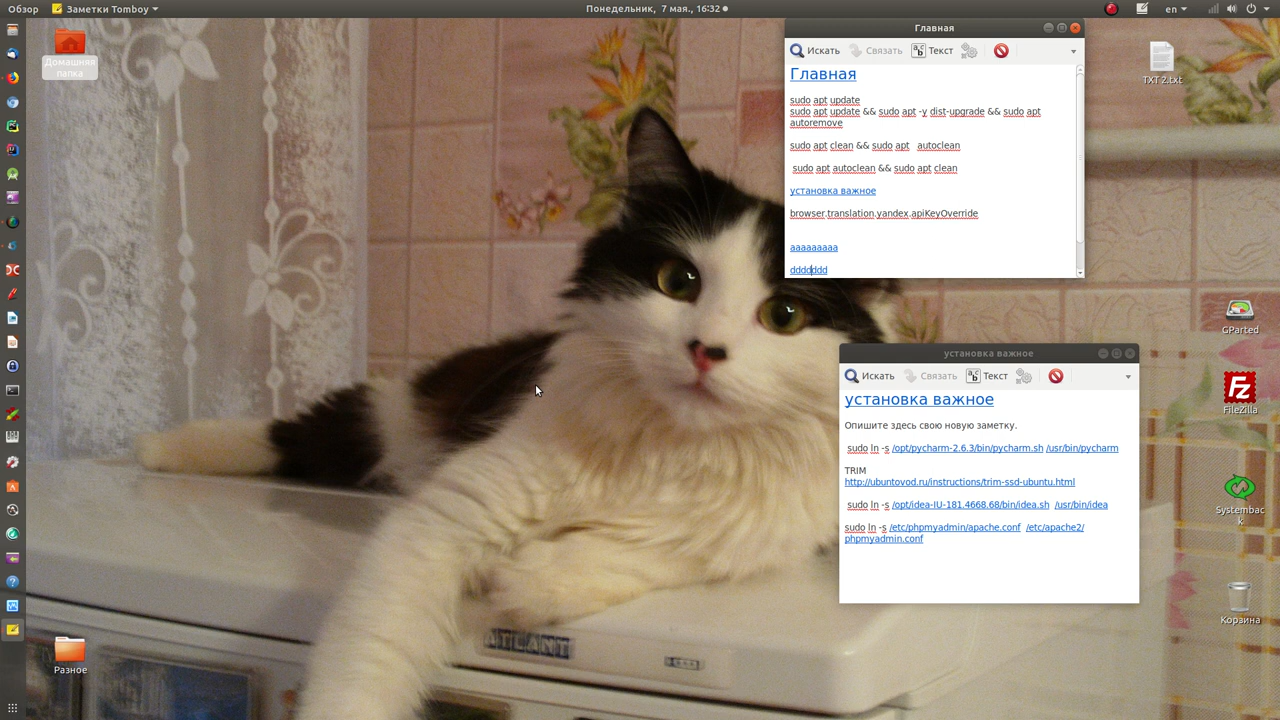 Обзор
Заметки Tomboy
Понедельник, 7 мая., 16:32
en
Домашняя папка
TXT 2.txt
GParted
FileZilla
Systemback
Корзина
Разное
ATLANT
Главная
Искать Связать Текст
Главная
sudo apt update
sudo apt update && sudo apt -y dist-upgrade && sudo apt
autoremove
sudo apt clean && sudo apt   autoclean
sudo apt autoclean && sudo apt clean
установка важное
browser.translation.yandex.apiKeyOverride
aaaaaaaaa
ddddddd
установка важное
Искать Связать Текст
установка важное
Опишите здесь свою новую заметку.
sudo ln -s /opt/pycharm-2.6.3/bin/pycharm.sh /usr/bin/pycharm
TRIM
http://ubuntovod.ru/instructions/trim-ssd-ubuntu.html
sudo ln -s /opt/idea-IU-181.4668.68/bin/idea.sh  /usr/bin/idea
sudo ln -s /etc/phpmyadmin/apache.conf  /etc/apache2/
phpmyadmin.conf